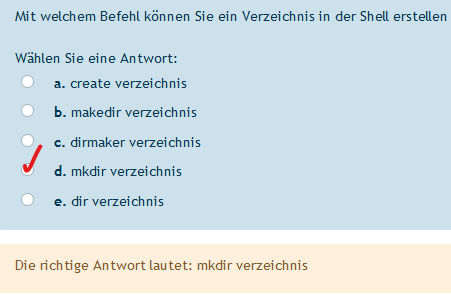 Mit welchem Befehl können Sie ein Verzeichnis in der Shell erstellen
Wählen Sie eine Antwort:
a. create verzeichnis
b. makedir verzeichnis
c. dirmaker verzeichnis
d. mkdir verzeichnis
e. dir verzeichnis
Die richtige Antwort lautet: mkdir verzeichnis